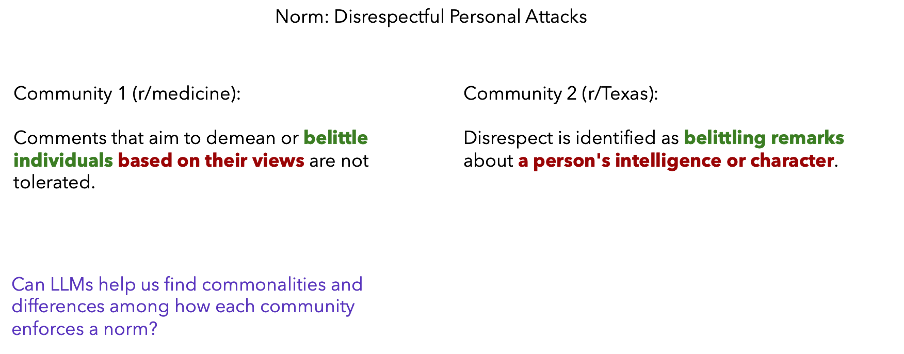 Norm: Disrespectful Personal Attacks
Community 1 (r/medicine):
Comments that aim to demean or belittle
individuals based on their views are not
tolerated.
Community 2 (r/Texas):
Disrespect is identified as belittling remarks
about a person's intelligence or character.
Can LLMs help us find commonalities and
differences among how each community
enforces a norm?